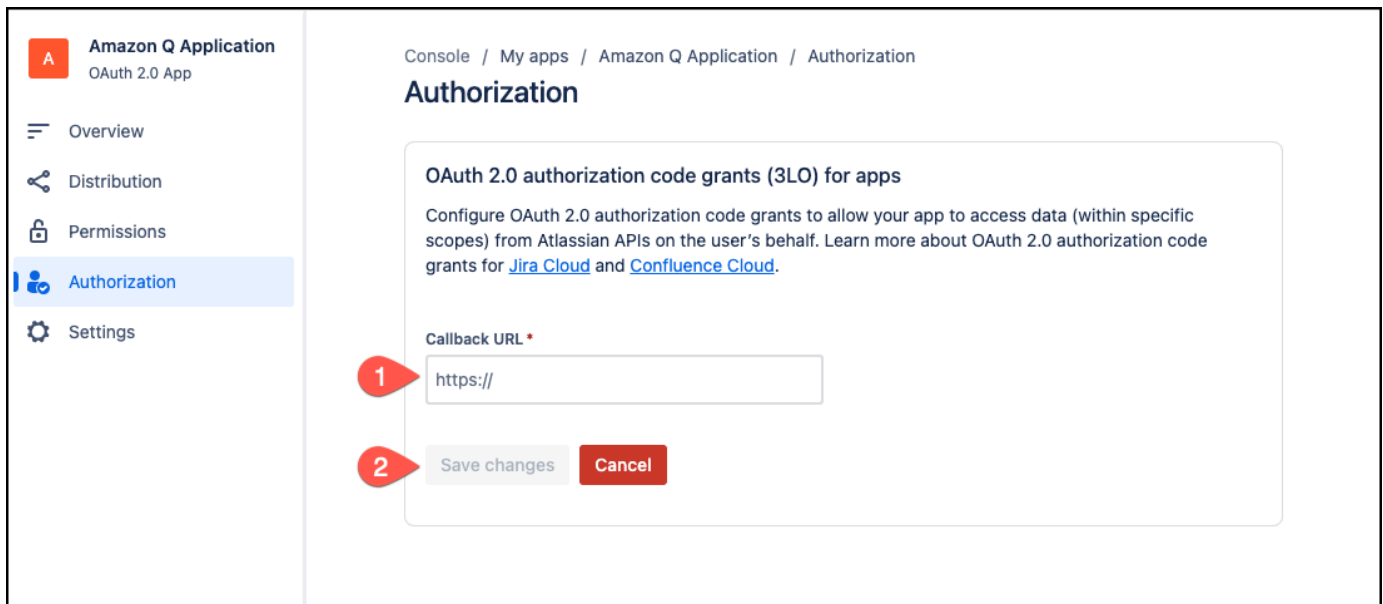 A
Amazon Q Application
OAuth 2.0 App
Overview
Distribution
Permissions
Authorization
Settings
Console / My apps / Amazon Q Application / Authorization
Authorization
OAuth 2.0 authorization code grants (3LO) for apps
Configure OAuth 2.0 authorization code grants to allow your app to access data (within specific
scopes) from Atlassian APIs on the user's behalf. Learn more about OAuth 2.0 authorization code
grants for Jira Cloud and Confluence Cloud.
Callback URL *
1
https://
2
Save changes
Cancel